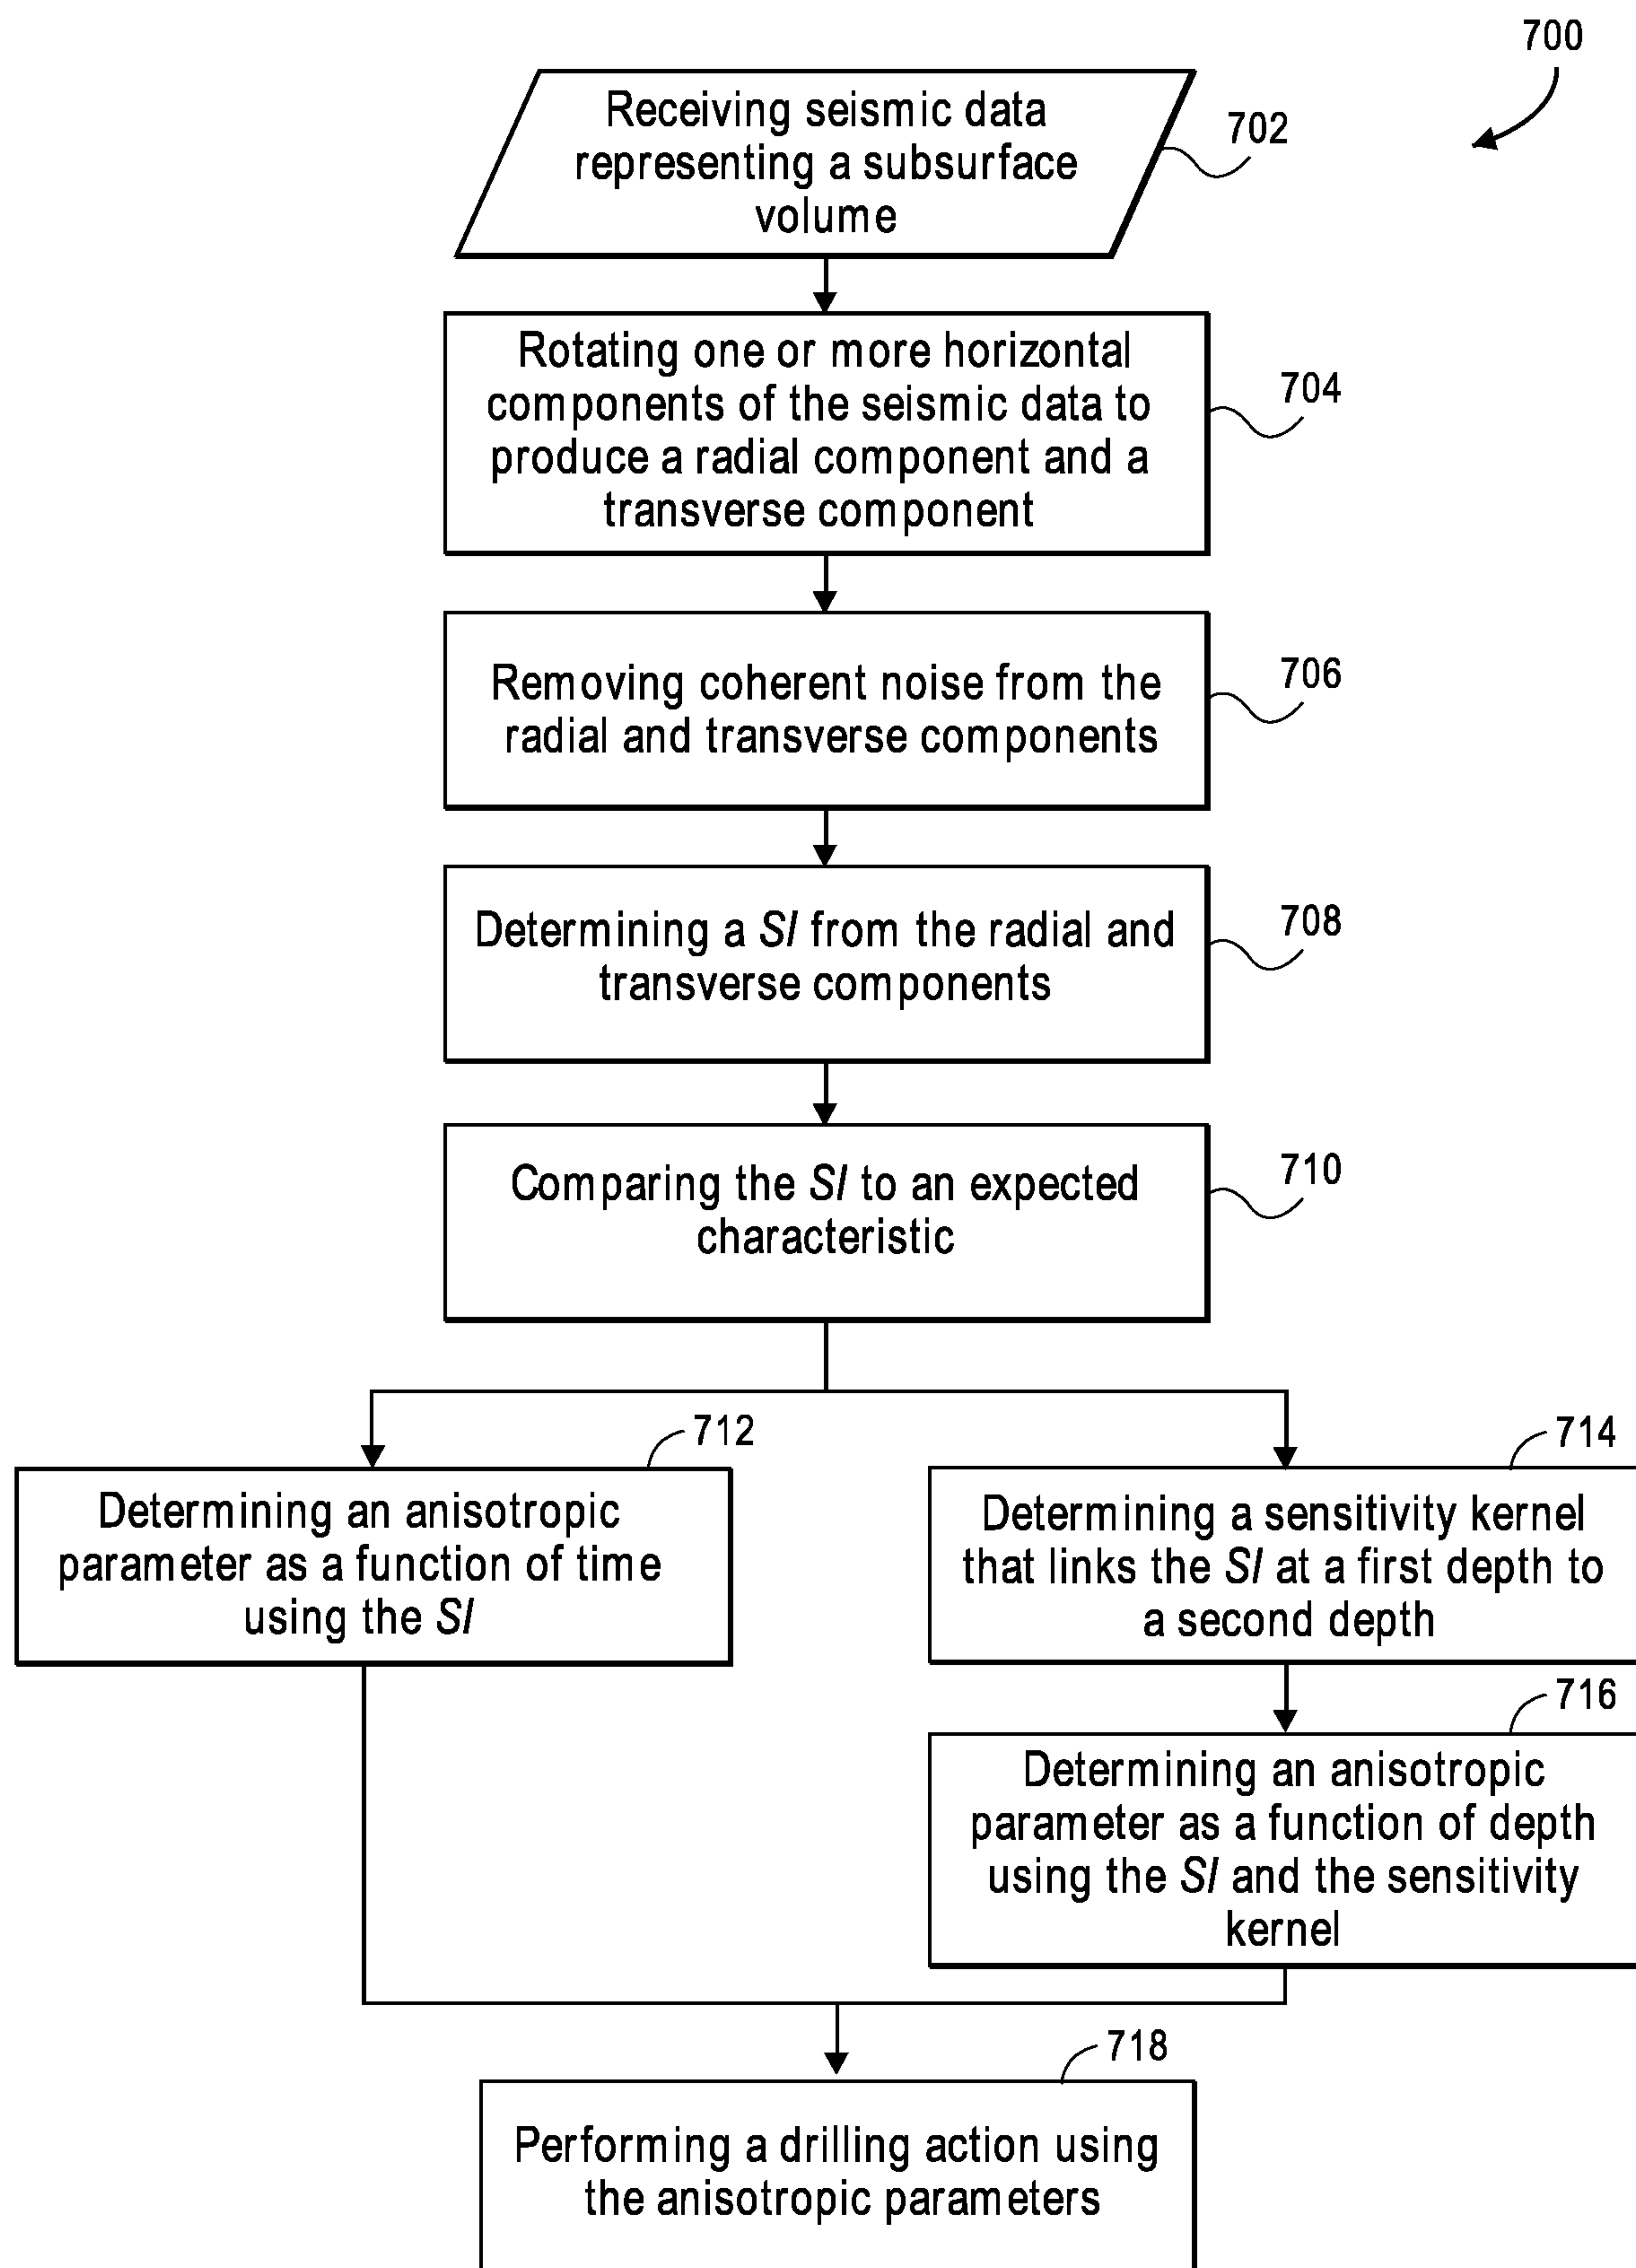 700
Receiving seismic data
representing a subsurface
volume
702
Rotating one or more horizontal
components of the seismic data to
produce a radial component and a
transverse component
704
Removing coherent noise from the
radial and transverse components
706
Determining a SI from the radial and
transverse components
708
Comparing the SI to an expected
characteristic
710
712
Determining an anisotropic
parameter as a function of time
using the SI
714
Determining a sensitivity kernel
that links the SI at a first depth to
a second depth
716
Determining an anisotropic
parameter as a function of depth
using the SI and the sensitivity
kernel
718
Performing a drilling action using
the anisotropic parameters